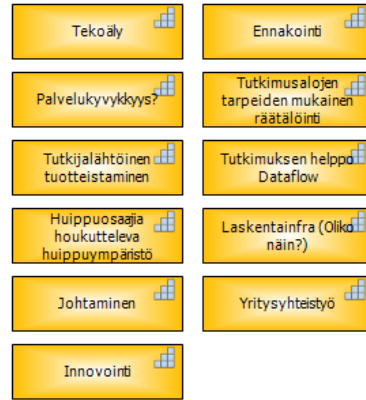 Tekoäly
Ennakointi
Palvelukyvykkyys?
Tutkimusalojen
tarpeiden mukainen
räätälöinti
Tutkijalähtöinen
tuotteistaminen
Tutkimuksen helppo
Dataflow
Huippuosaajia
houkutteleva
huippuympäristö
Laskentainfra (Oliko
näin?)
Johtaminen
Yritysyhteistyö
Innovointi